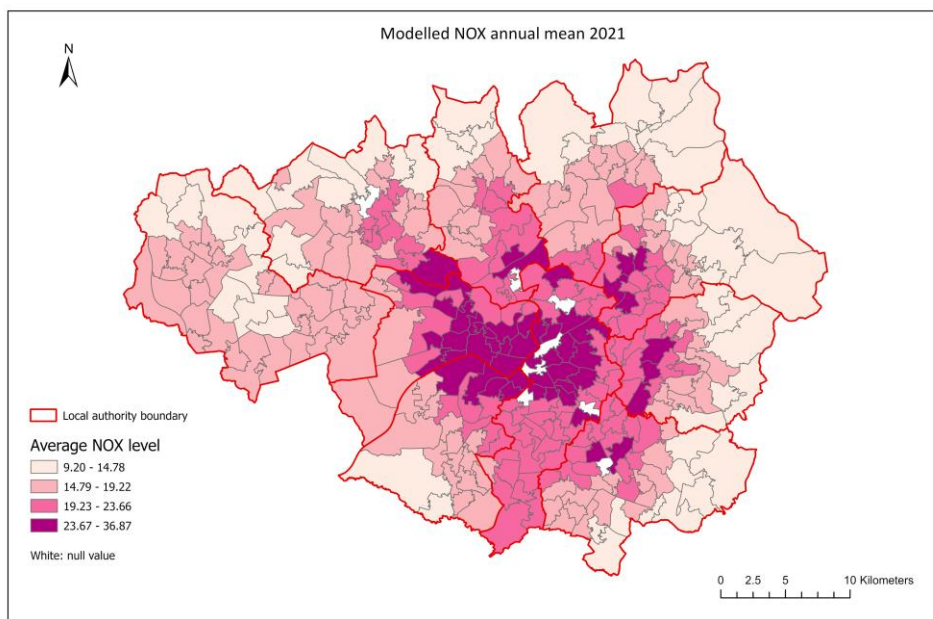 Modelled NOX annual mean 2021
N
Local authority boundary
Average NOX level
9.20 - 14.78
14.79 - 19.22
19.23 - 23.66
23.67 - 36.87
White: null value
0 2.5 5 10 Kilometers